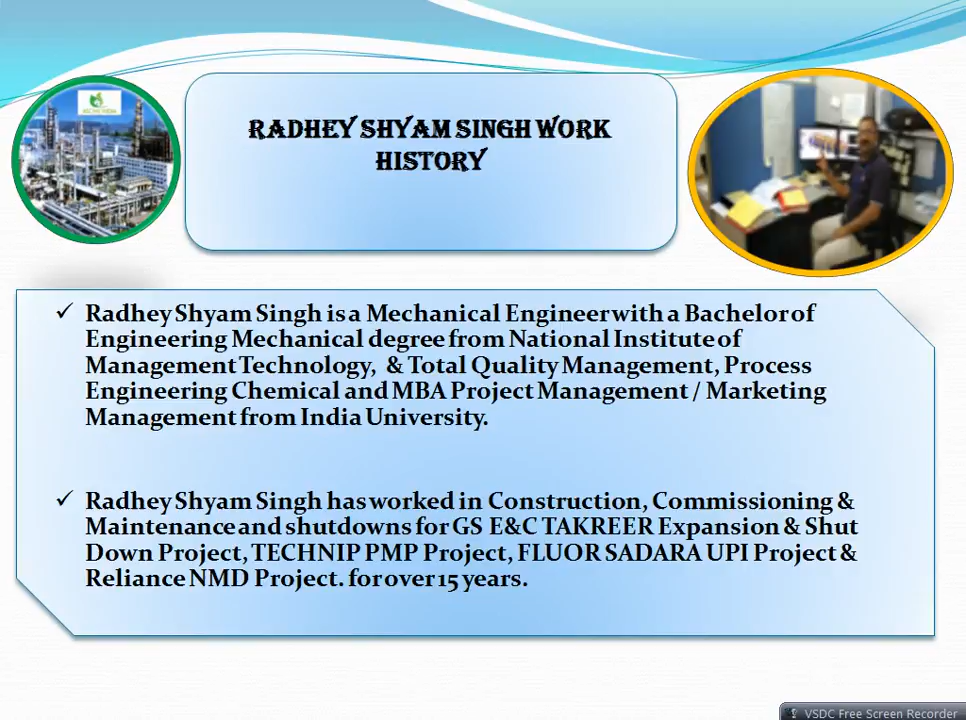 RADHEY SHYAM SINGH WORK
HISTORY
Radhey Shyam Singh is a Mechanical Engineer with a Bachelor of
Engineering Mechanical degree from National Institute of
Management Technology, & Total Quality Management, Process
Engineering Chemical and MBA Project Management / Marketing
Management from India University.
Radhey Shyam Singh has worked in Construction, Commissioning &
Maintenance and shutdowns for GS E&C TAKREER Expansion & Shut
Down Project, TECHNIP PMP Project, FLUOR SADARA UPI Project &
Reliance NMD Project. for over 15 years.
VSDC Free Screen Recorder